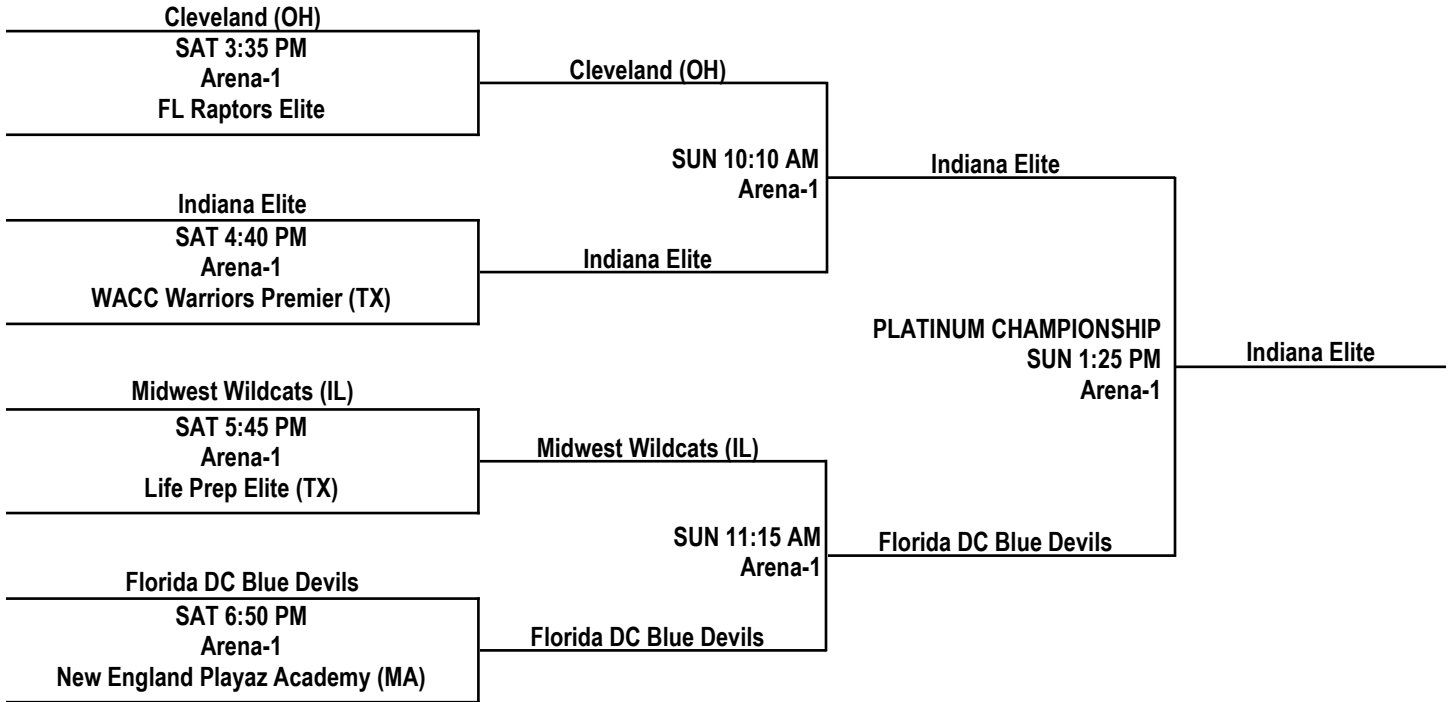 Cleveland (OH)
SAT 3:35 PM
Arena-1
FL Raptors Elite
Cleveland (OH)
SUN 10:10 AM
Arena-1
Indiana Elite
Indiana Elite
SAT 4:40 PM
Arena-1
WACC Warriors Premier (TX)
Indiana Elite
PLATINUM CHAMPIONSHIP
SUN 1:25 PM
Arena-1
Indiana Elite
Midwest Wildcats (IL)
SAT 5:45 PM
Arena-1
Life Prep Elite (TX)
Midwest Wildcats (IL)
SUN 11:15 AM
Arena-1
Florida DC Blue Devils
Florida DC Blue Devils
SAT 6:50 PM
Arena-1
New England Playaz Academy (MA)
Florida DC Blue Devils